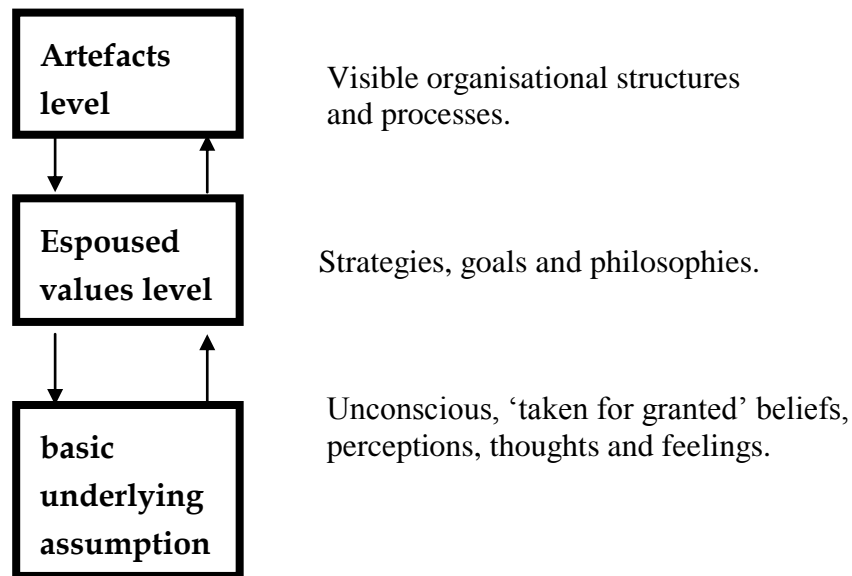 Artefacts
level
Visible organisational structures
and processes.
Espoused
values level
Strategies, goals and philosophies.
basic
underlying
assumption
Unconscious, ‘taken for granted’ beliefs,
perceptions, thoughts and feelings.